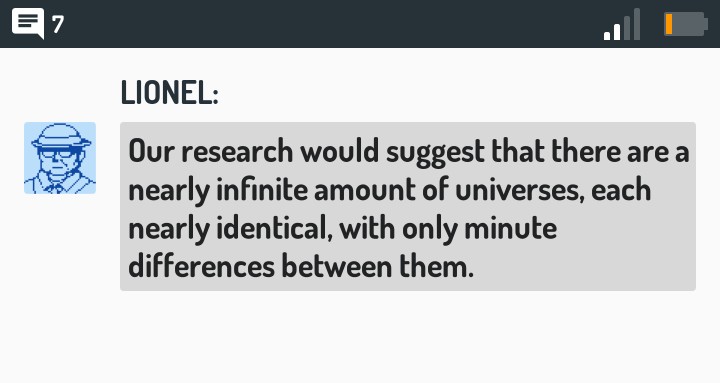 7
LIONEL:
Our research would suggest that there are a
nearly infinite amount of universes, each
nearly identical, with only minute
differences between them.